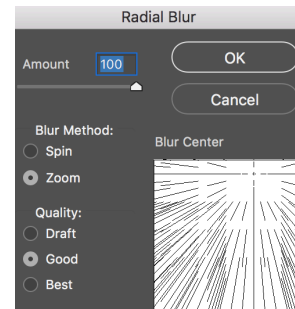 Radial Blur
Amount 100
OK
Cancel
Blur Method:
Spin
Zoom
Quality:
Draft
Good
Best
Blur Center